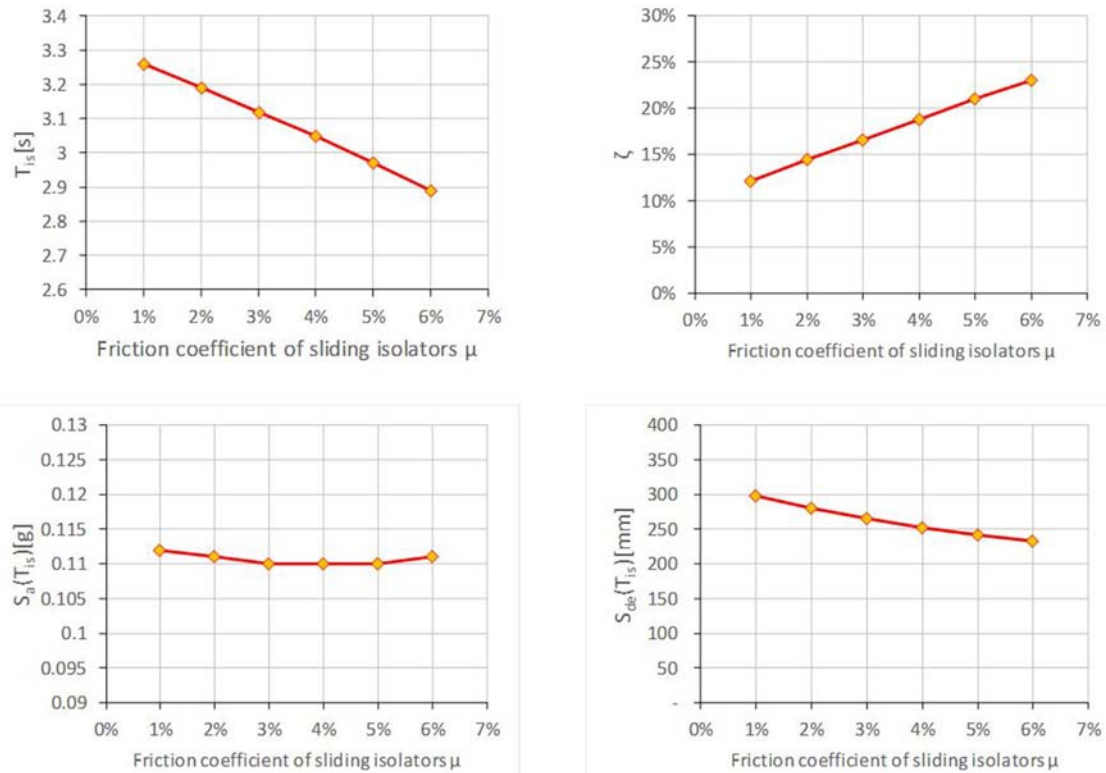 3.4
3.3
3.2
3.1
3
2.9
2.8
2.7
2.6
T_is[s]
0% 1% 2% 3% 4% 5% 6% 7%
Friction coefficient of sliding isolators μ
30%
25%
20%
15%
10%
5%
0%
ζ
0% 1% 2% 3% 4% 5% 6% 7%
Friction coefficient of sliding isolators μ
0.13
0.125
0.12
0.115
0.11
0.105
0.1
0.095
0.09
S_a(T_is)[g]
0% 1% 2% 3% 4% 5% 6% 7%
Friction coefficient of sliding isolators μ
400
350
300
250
200
150
100
50
-
S_de(T_is)[mm]
0% 1% 2% 3% 4% 5% 6% 7%
Friction coefficient of sliding isolators μ